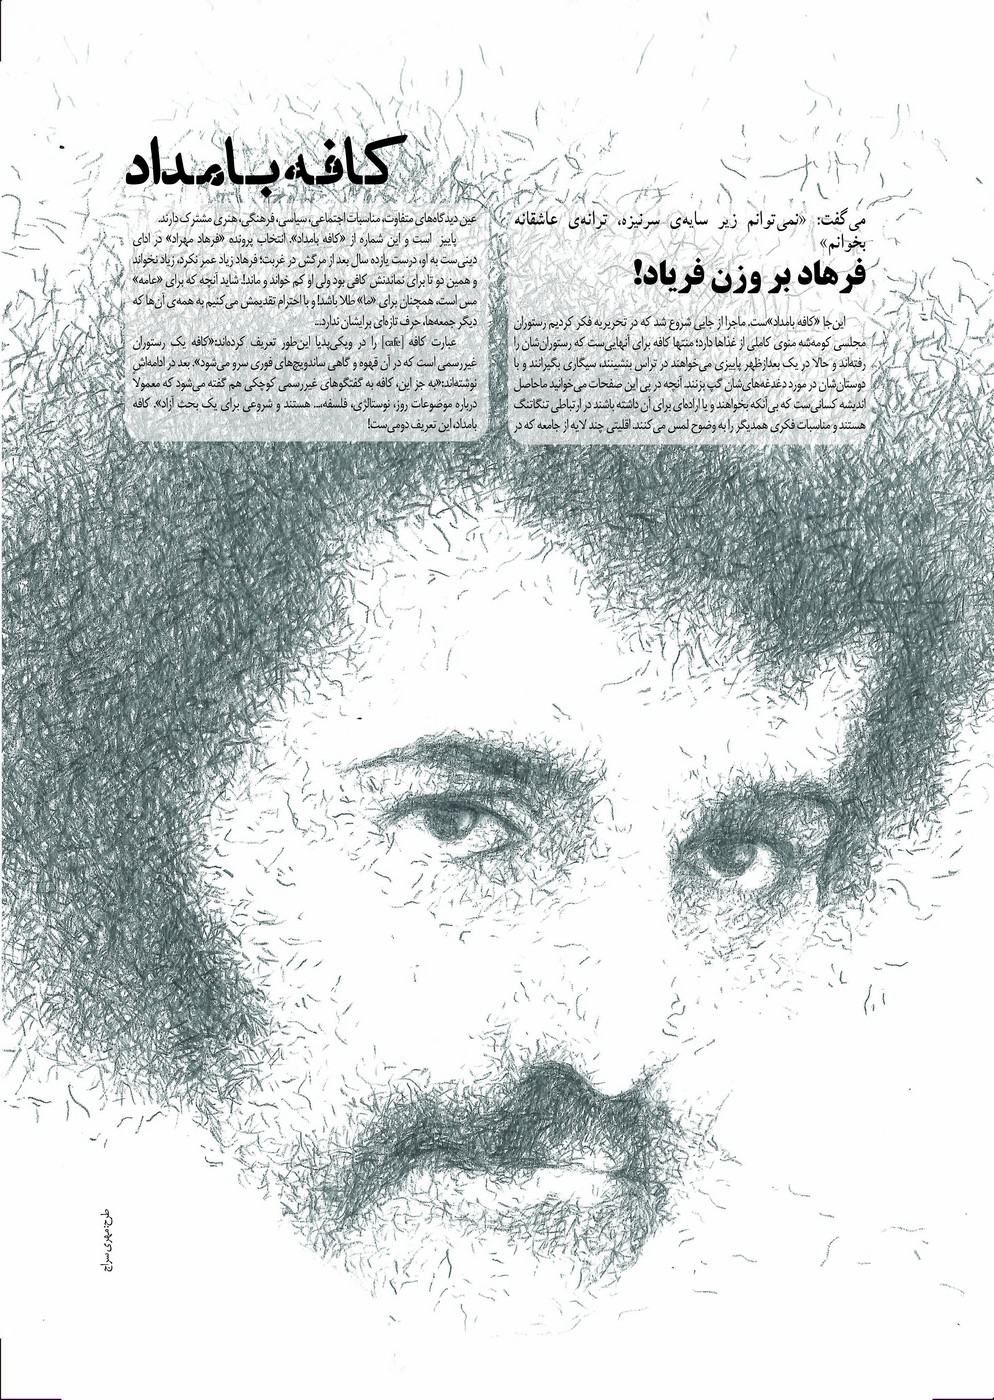 کافه بامداد
می‌گفت: «نمی‌توانم زیر سایه‌ی سرنیزه، ترانه‌ی عاشقانه
بخوانم»
فرهاد بر وزن فریاد!
این‌جا «کافه بامداد»ست. ماجرا از جایی شروع شد که در تحریریه فکر کردیم رستوران
مجلسیِ کومه‌شه منوی کاملی از غذاها دارد؛ منتها کافه برای آنهایی‌ست که رستوران‌شان را
رفته‌اند و حالا در یک بعدازظهر پاییزی می‌خواهند در تراس بنشینند، سیگاری بگیرانند و با
دوستان‌شان در مورد دغدغه‌های‌شان گپ بزنند. آنچه در پی این صفحات می‌خوانید ماحاصل
اندیشه کسانی‌ست که بی‌آنکه بخواهند و یا اراده‌ای برای آن داشته باشند در ارتباطی تنگاتنگ
هستند و مناسبات فکری همدیگر را به وضوح لمس می‌کنند. اقلیتی چند لایه از جامعه که در
عین دیدگاه‌های متفاوت، مناسبات اجتماعی، سیاسی، فرهنگی، هنری مشترک دارند.
پاییز است و این شماره از «کافه بامداد». انتخاب پرونده «فرهاد مهراد» در ادای
دینی‌ست به او، درست یازده سال بعد از مرگش در غربت؛ فرهاد زیاد عمر نکرد، زیاد نخواند
و همین دو تا برای نماندنش کافی بود ولی او کم خواند و ماند!! شاید آنچه که برای «عامه»
مس است، همچنان برای «ما» طلا باشد! و با احترام تقدیمش می‌کنیم به همه‌ی آن‌ها که
دیگر جمعه‌ها، حرف تازه‌ای برایشان ندارد...
عبارت کافه [cafe] را در ویکی‌پدیا این‌طور تعریف کرده‌اند:«کافه یک رستوران
غیررسمی است که در آن قهوه و گاهی ساندویچ‌های فوری سرو می‌شود». بعد در ادامه‌اش
نوشته‌اند:«به جز این، کافه به گفتگوهای غیررسمی کوچکی هم گفته می‌شود که معمولاً
درباره موضوعات روز، نوستالژی، فلسفه،... هستند و شروعی برای یک بحث آزاد». کافه
بامداد، این تعریف دومی‌ست!
طرح: مهدی سراج